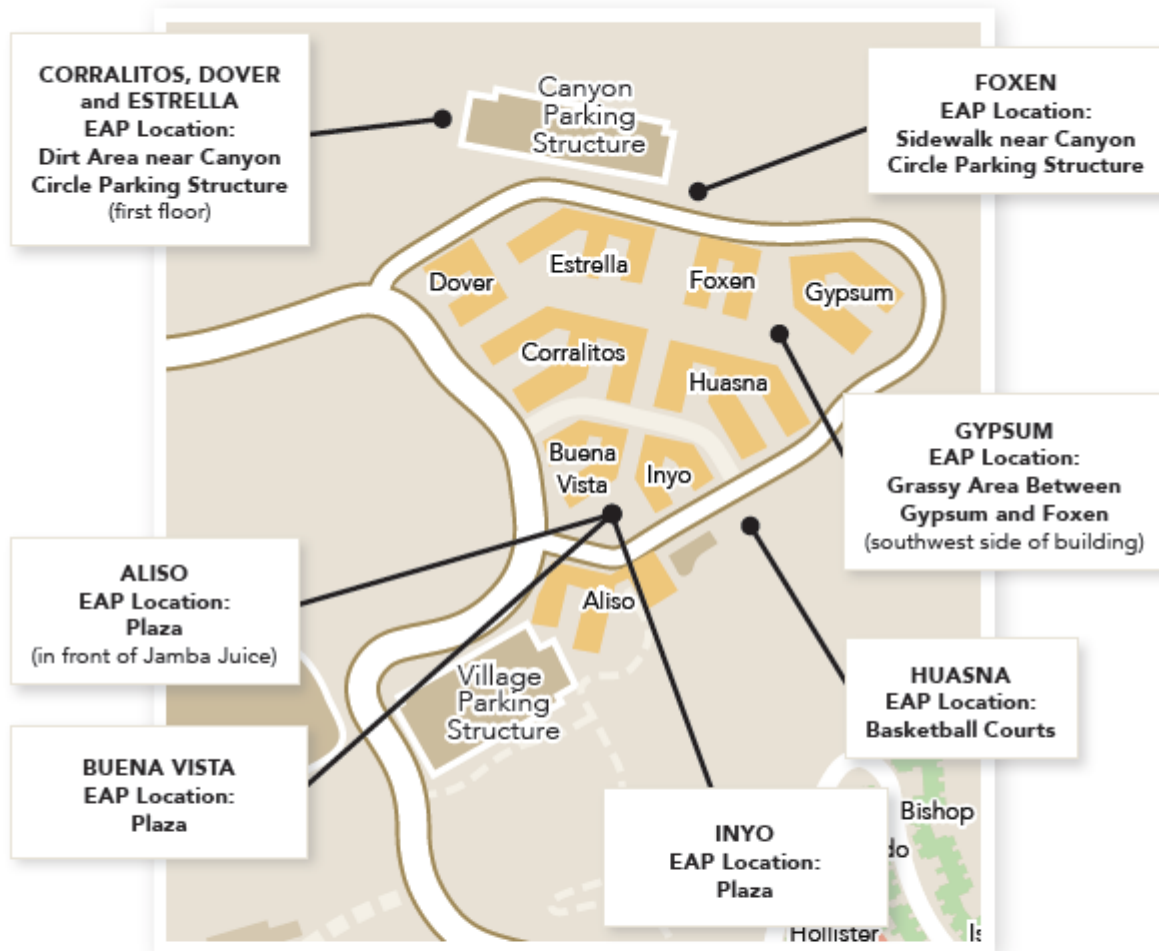 CORRALITOS, DOVER
and ESTRELLA
EAP Location:
Dirt Area near Canyon
Circle Parking Structure
(first floor)
Canyon
Parking
Structure
FOXEN
EAP Location:
Sidewalk near Canyon
Circle Parking Structure
Dover
Estrella
Foxen
Gypsum
Corralitos
Huasna
Buena
Vista
Inyo
GYPSUM
EAP Location:
Grassy Area Between
Gypsum and Foxen
(southwest side of building)
ALISO
EAP Location:
Plaza
(in front of Jamba Juice)
Aliso
Village
Parking
Structure
HUASNA
EAP Location:
Basketball Courts
BUENA VISTA
EAP Location:
Plaza
INYO
EAP Location:
Plaza
Bishop
Hollister